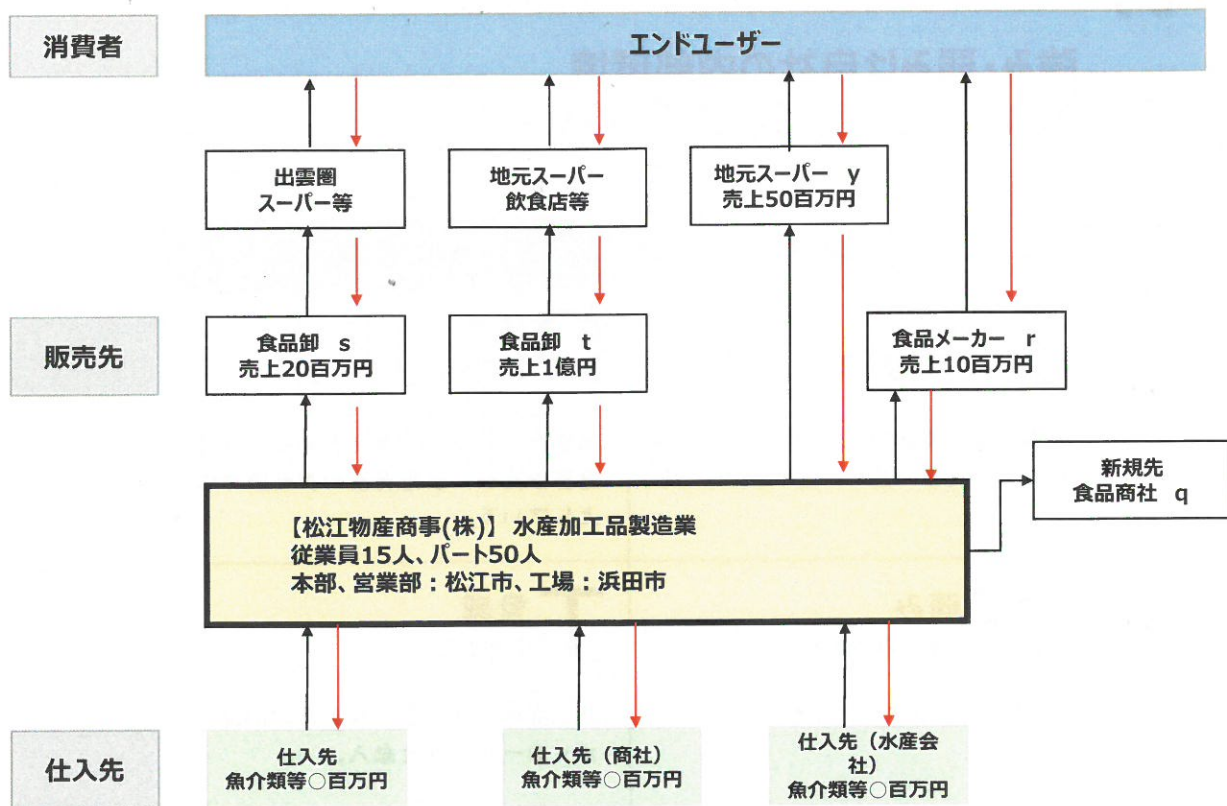 消費者
エンドユーザー
出雲圏
スーパー等
地元スーパー
飲食店等
地元スーパー y
売上50百万円
販売先
食品卸 s
売上20百万円
食品卸 t
売上1億円
食品メーカー r
売上10百万円
新規先
食品商社 q
【松江物産商事(株)】 水産加工品製造業
従業員15人、パート50人
本部、営業部：松江市、工場：浜田市
仕入先
仕入先
魚介類等○百万円
仕入先（商社）
魚介類等○百万円
仕入先（水産会
社）
魚介類等○百万円